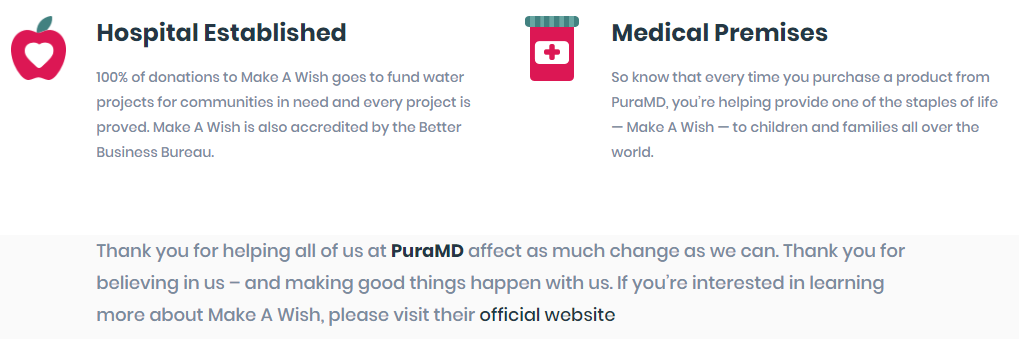 Hospital Established
100% of donations to Make A Wish goes to fund water
projects for communities in need and every project is
proved. Make A Wish is also accredited by the Better
Business Bureau.
Medical Premises
So know that every time you purchase a product from
PuraMD, you're helping provide one of the staples of life
— Make A Wish — to children and families all over the
world.
Thank you for helping all of us at PuraMD affect as much change as we can. Thank you for
believing in us – and making good things happen with us. If you're interested in learning
more about Make A Wish, please visit their official website